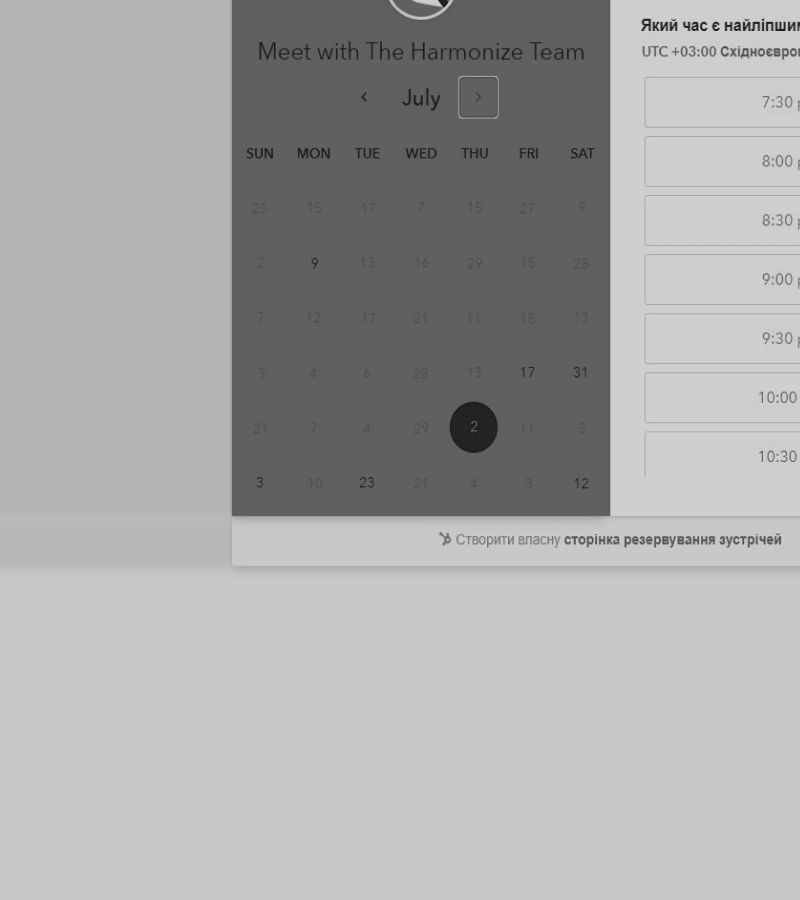 Meet with The Harmonize Team
July
SUN MON TUE WED THU FRI SAT
25 15 17 7 15 27 9
2 9 13 16 29 15 28
7 12 17 21 11 18 13
3 4 6 28 13 17 31
21 7 4 29 2 11 3
3 10 23 21 4 3 12
Який час є
UTC +03:00
7:30
8:00
8:30
9:00
9:30
10:00
10:30
Створити власну сторінка резервування зустрічей